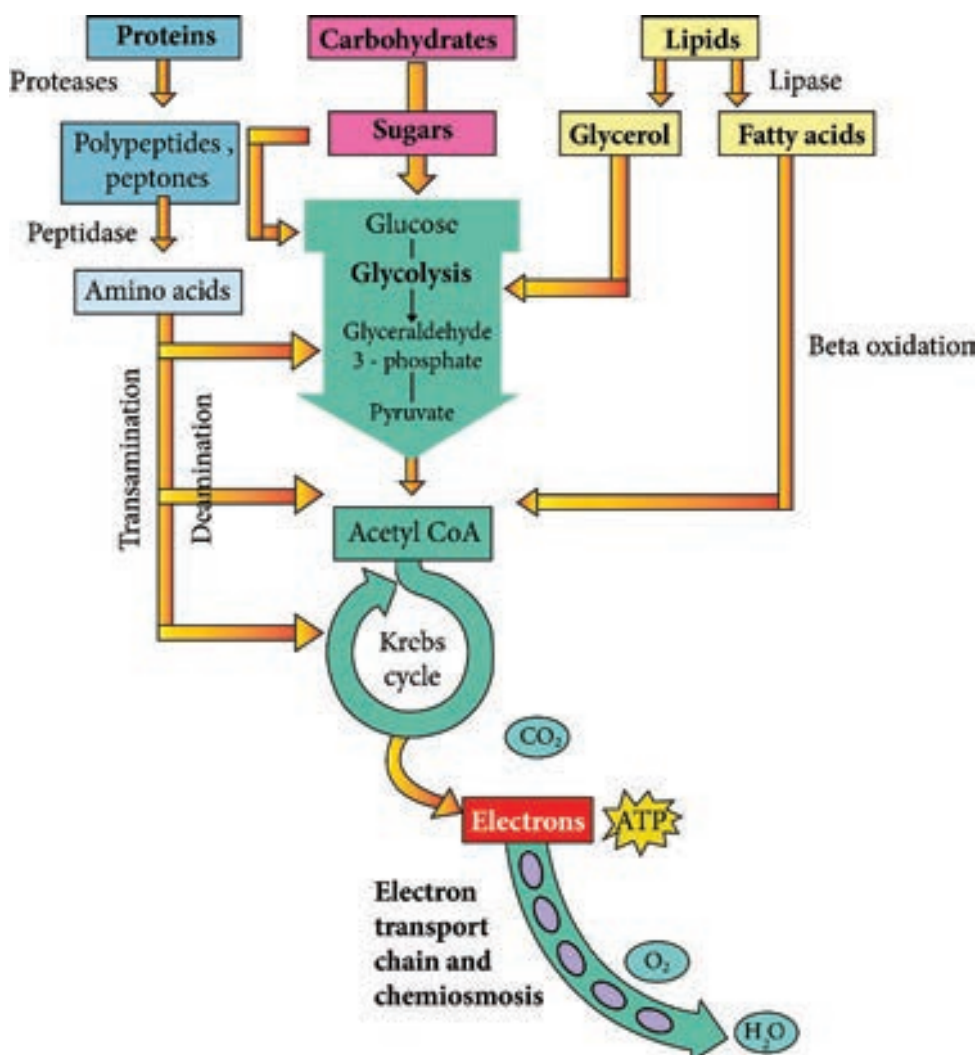 Proteins
Carbohydrates
Lipids
Proteases
Lipase
Polypeptides ,
peptones
Sugars
Glycerol
Fatty acids
Peptidase
Glucose
Glycolysis
Amino acids
Glyceraldehyde
3 - phosphate
Beta oxidation
Pyruvate
Transamination
Deamination
Acetyl CoA
Krebs
cycle
CO₂
Electrons
ATP
Electron
transport
chain and
chemiosmosis
O₂
H₂O